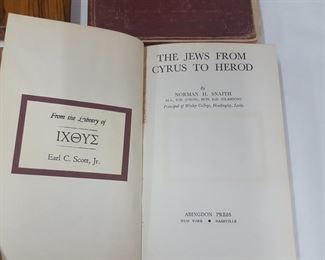 From the Library of
ΙΧΘΥΣ
Earl C. Scott, Jr.
THE JEWS FROM
CYRUS TO HEROD
By
NORMAN H. SNAITH
Principal of Wesley College, Headingley, Leeds.
ABINGDON PRESS
NEW YORK • NASHVILLE